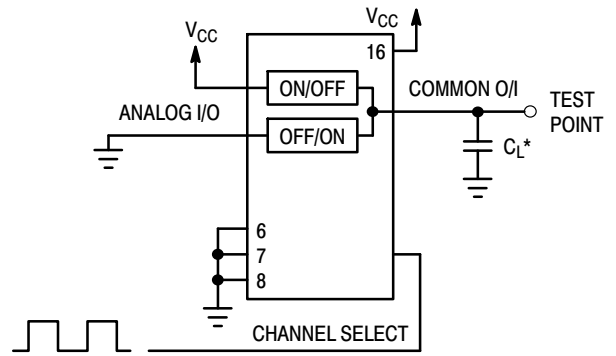 V_CC
V_CC
16
ON/OFF
COMMON O/I
TEST
POINT
ANALOG I/O
OFF/ON
C_L*
6
7
8
CHANNEL SELECT